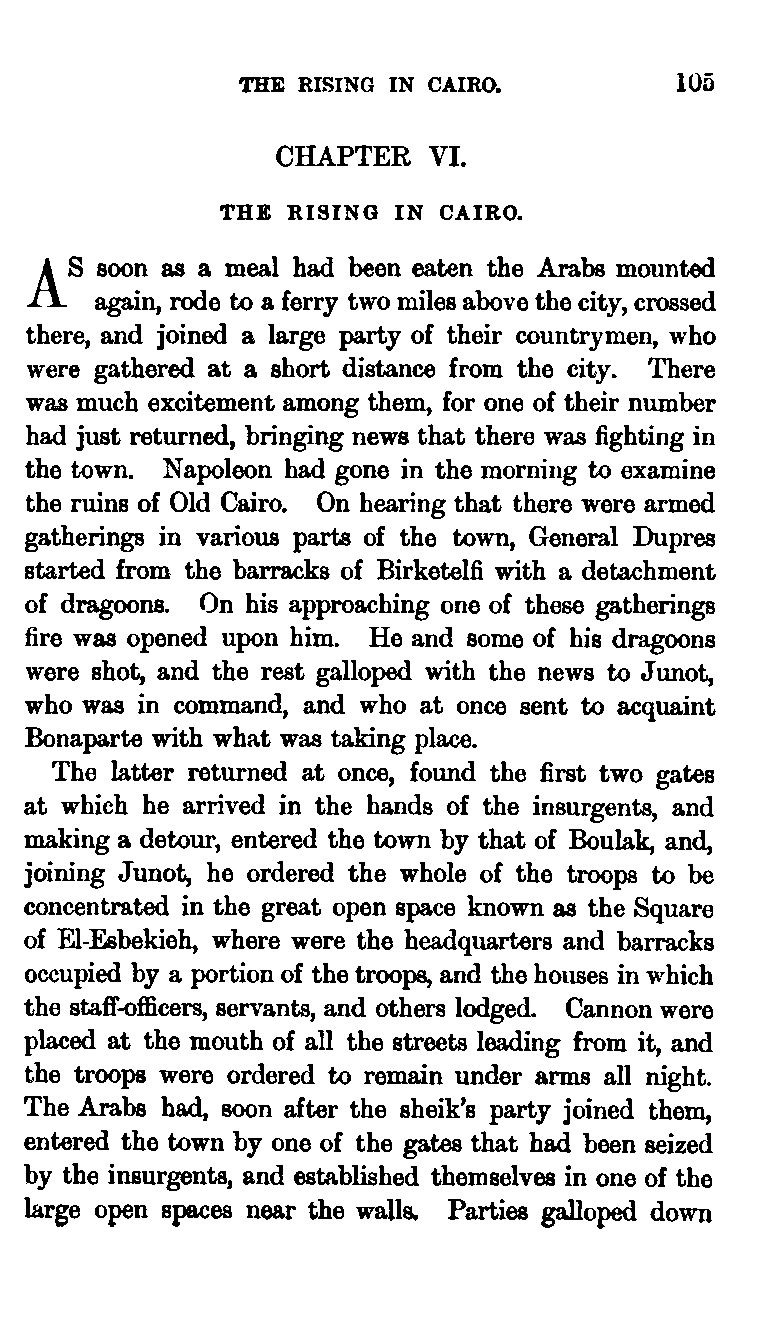 THE RISING IN CAIRO. 105
CHAPTER VI.
THE RISING IN CAIRO.
AS soon as a meal had been eaten the Arabs mounted
again, rode to a ferry two miles above the city, crossed
there, and joined a large party of their countrymen, who
were gathered at a short distance from the city. There
was much excitement among them, for one of their number
had just returned, bringing news that there was fighting in
the town. Napoleon had gone in the morning to examine
the ruins of Old Cairo. On hearing that there were armed
gatherings in various parts of the town, General Dupres
started from the barracks of Birketelfi with a detachment
of dragoons. On his approaching one of these gatherings
fire was opened upon him. He and some of his dragoons
were shot, and the rest galloped with the news to Junot,
who was in command, and who at once sent to acquaint
Bonaparte with what was taking place.
The latter returned at once, found the first two gates
at which he arrived in the hands of the insurgents, and
making a detour, entered the town by that of Boulak, and,
joining Junot, he ordered the whole of the troops to be
concentrated in the great open space known as the Square
of El-Esbekieh, where were the headquarters and barracks
occupied by a portion of the troops, and the houses in which
the staff-officers, servants, and others lodged. Cannon were
placed at the mouth of all the streets leading from it, and
the troops were ordered to remain under arms all night.
The Arabs had, soon after the sheik's party joined them,
entered the town by one of the gates that had been seized
by the insurgents, and established themselves in one of the
large open spaces near the walls. Parties galloped down